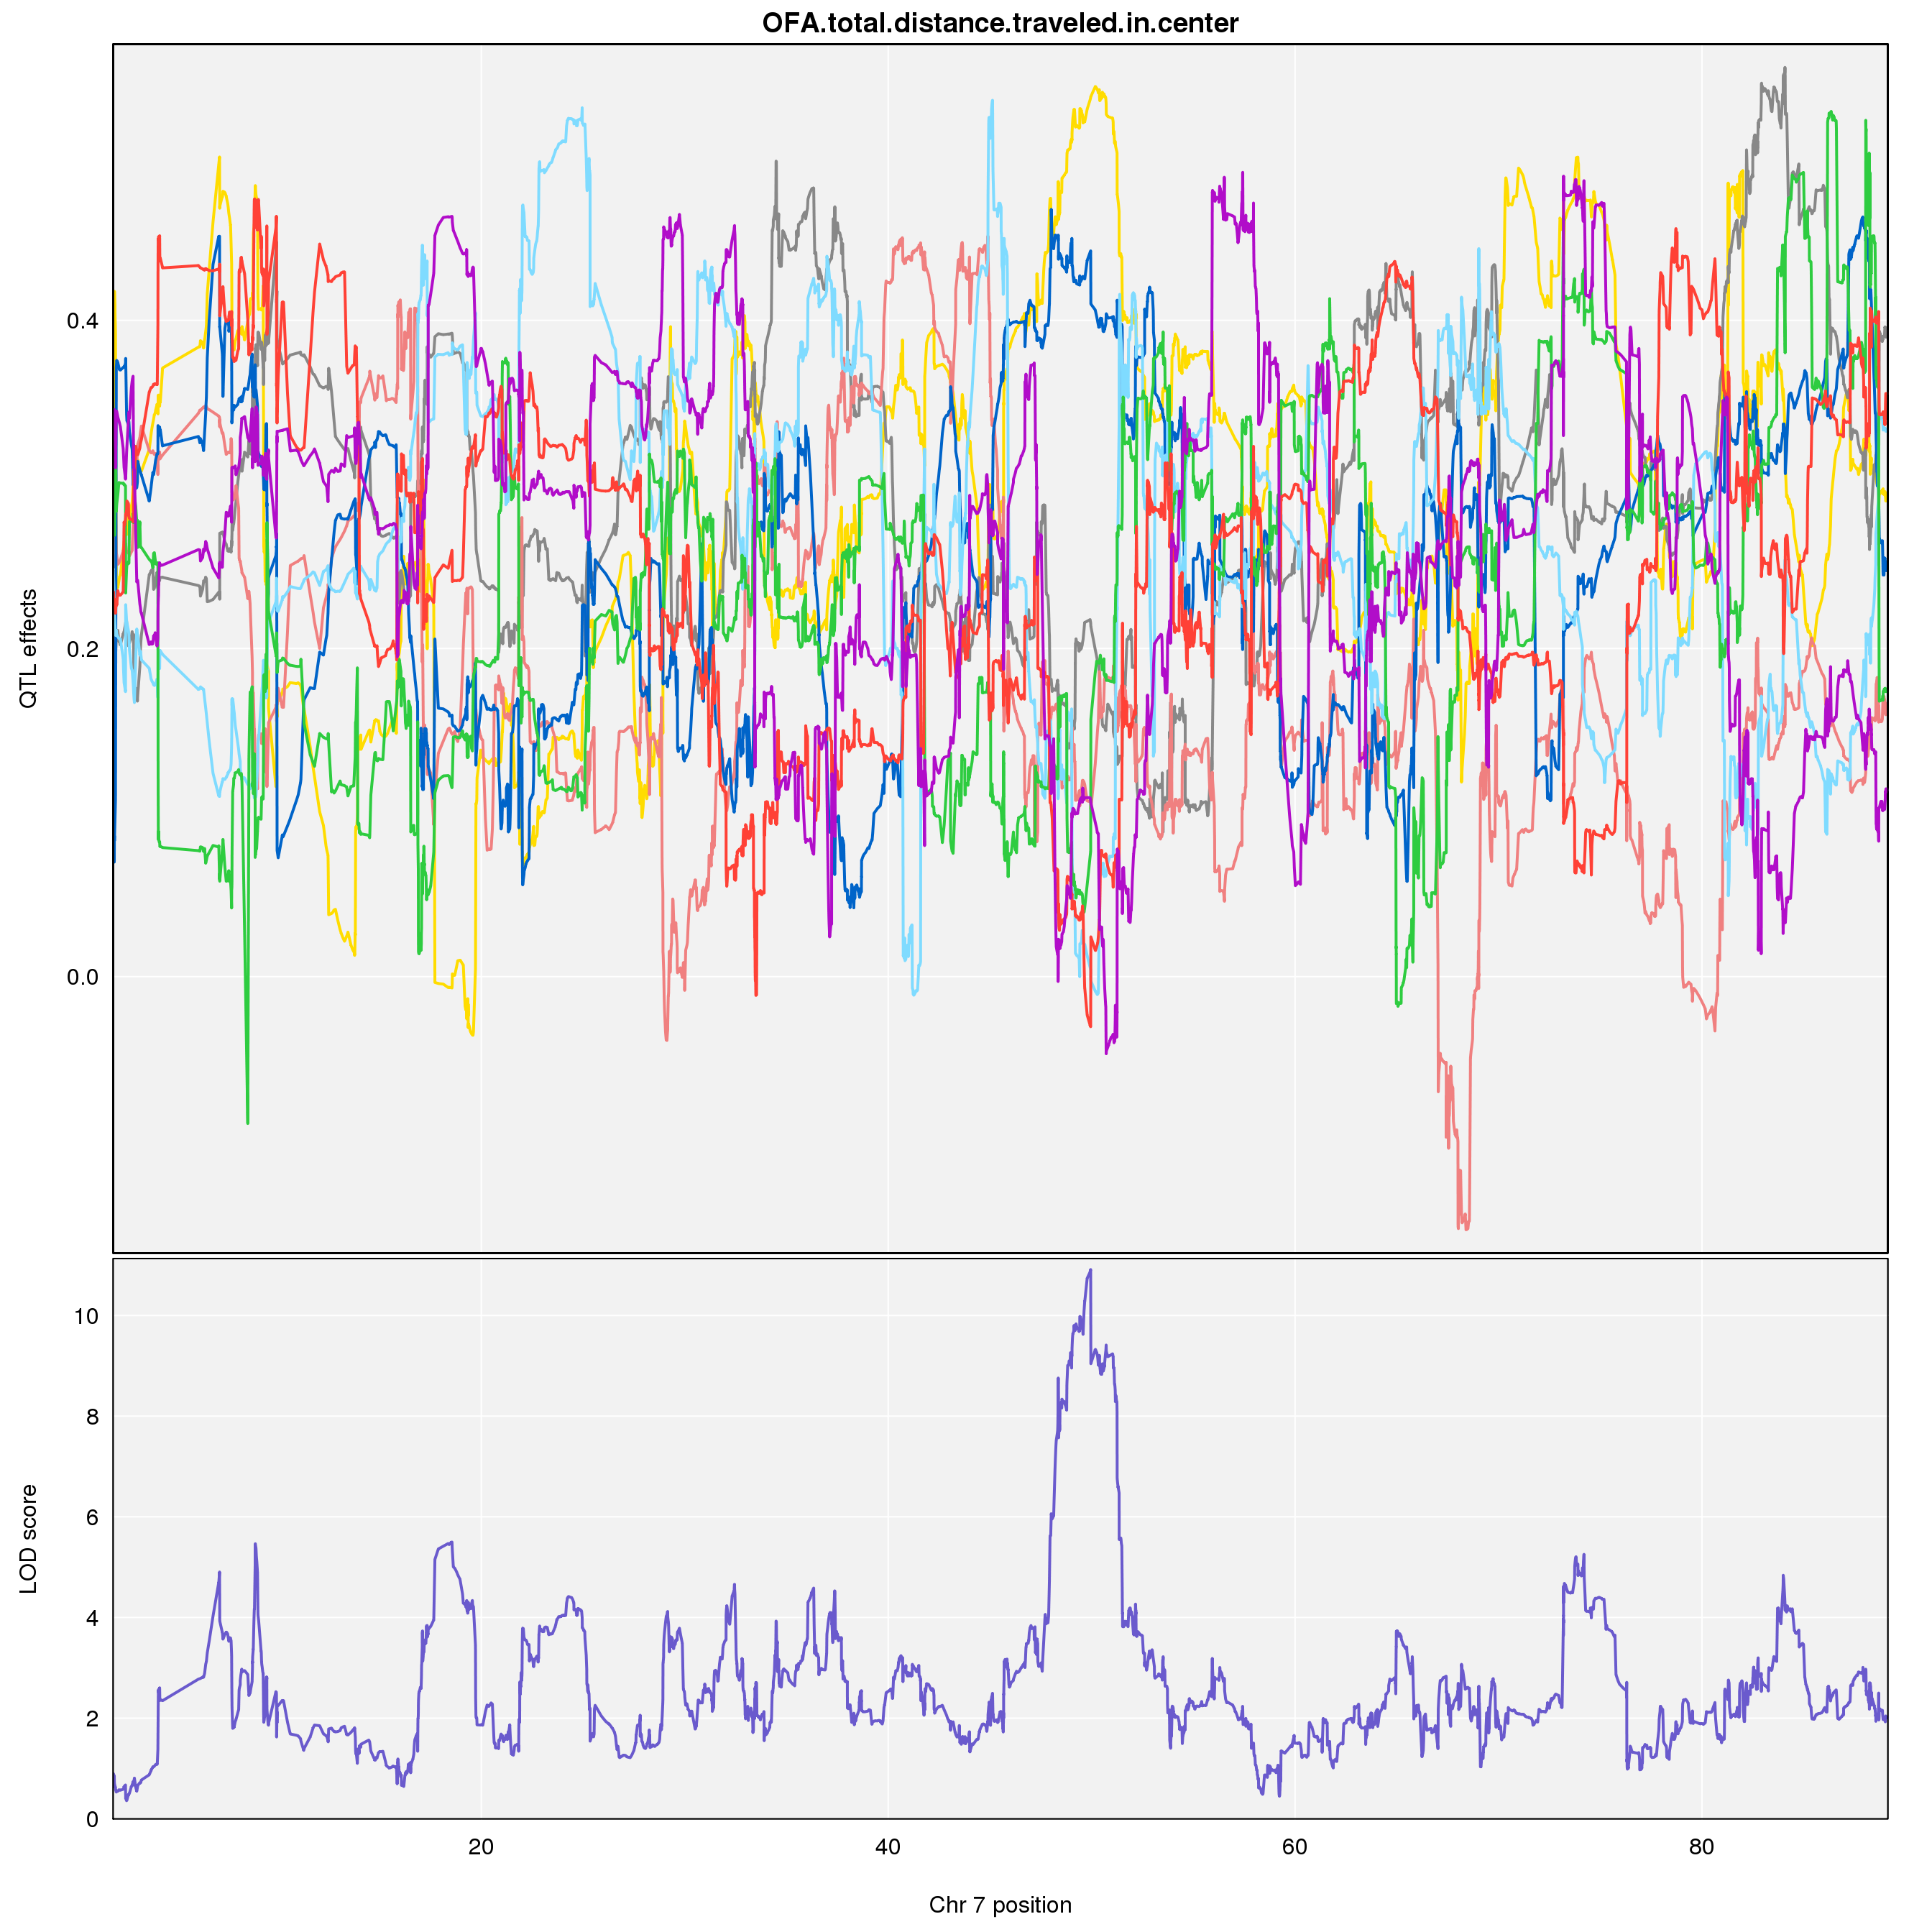 OFA.total.distance.traveled.in.center
QTL effects
0.4
0.2
0.0
LOD score
10
8
6
4
2
0
20 40 60 80
Chr 7 position